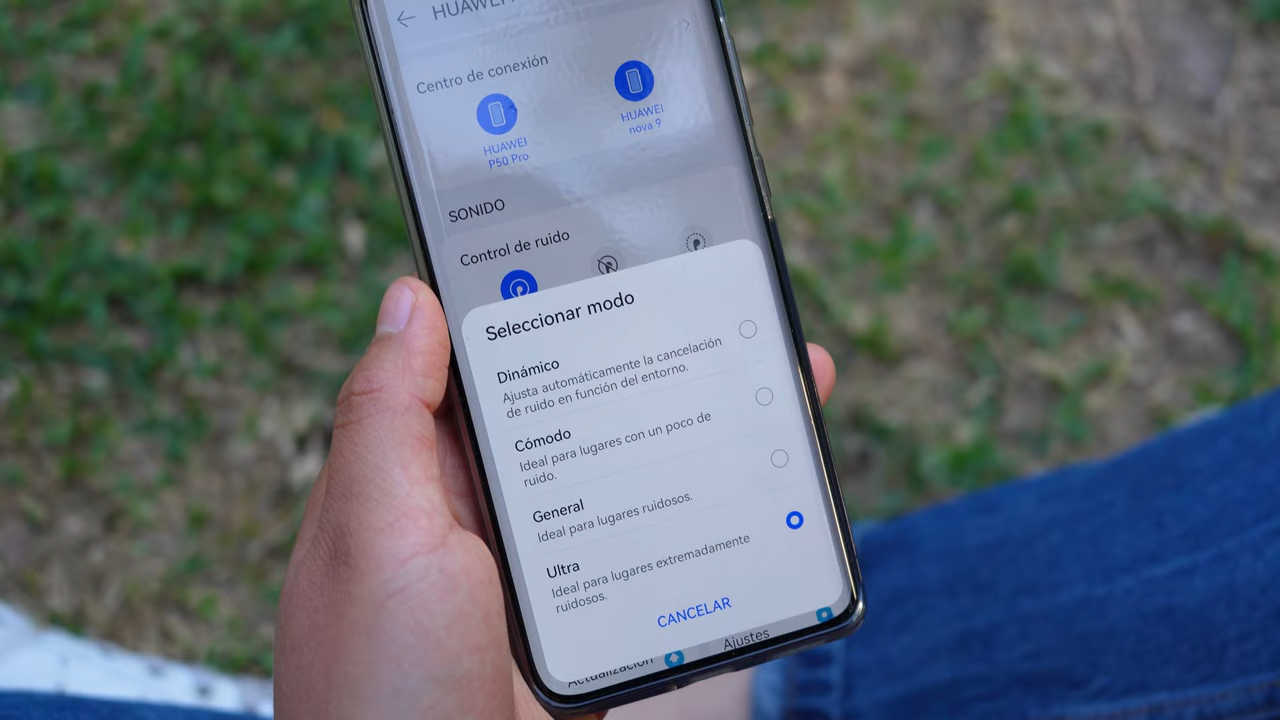 HUAWEI
Centro de conexión
HUAWEI
P50 Pro
HUAWEI
nova 9
SONIDO
Control de ruido
Seleccionar modo
Dinámico
Ajusta automáticamente la cancelación
de ruido en función del entorno.
Cómodo
Ideal para lugares con un poco de
ruido.
General
Ideal para lugares ruidosos.
Ultra
Ideal para lugares extremadamente
ruidosos.
CANCELAR
Actualización
Ajustes